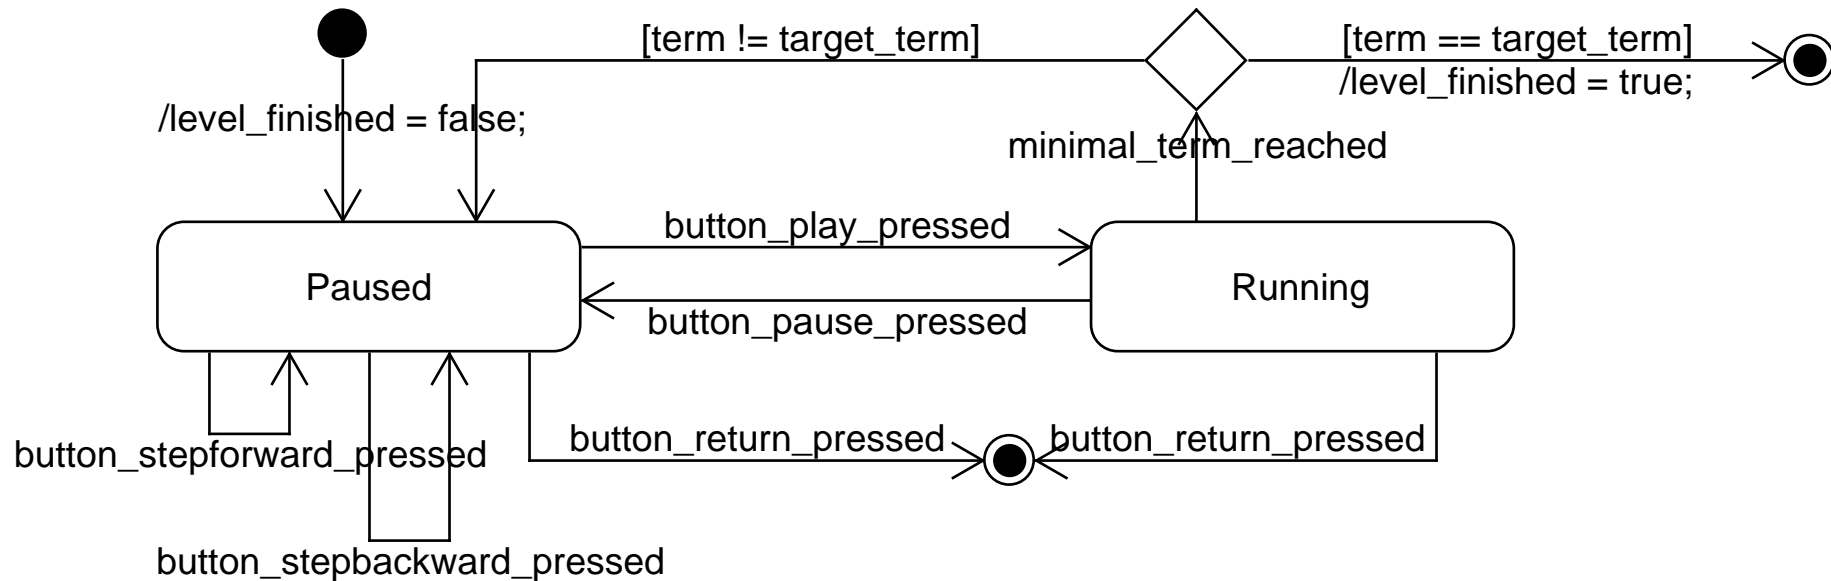 [term != target_term]
[term == target_term]
/level_finished = true;
/level_finished = false;
minimal_term_reached
button_play_pressed
Paused
Running
button_pause_pressed
button_return_pressed
button_return_pressed
button_stepforward_pressed
button_stepbackward_pressed